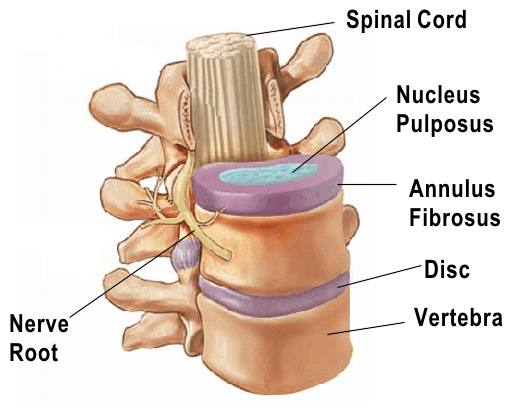 Spinal Cord
Nucleus
Pulposus
Annulus
Fibrosus
Disc
Vertebra
Nerve
Root